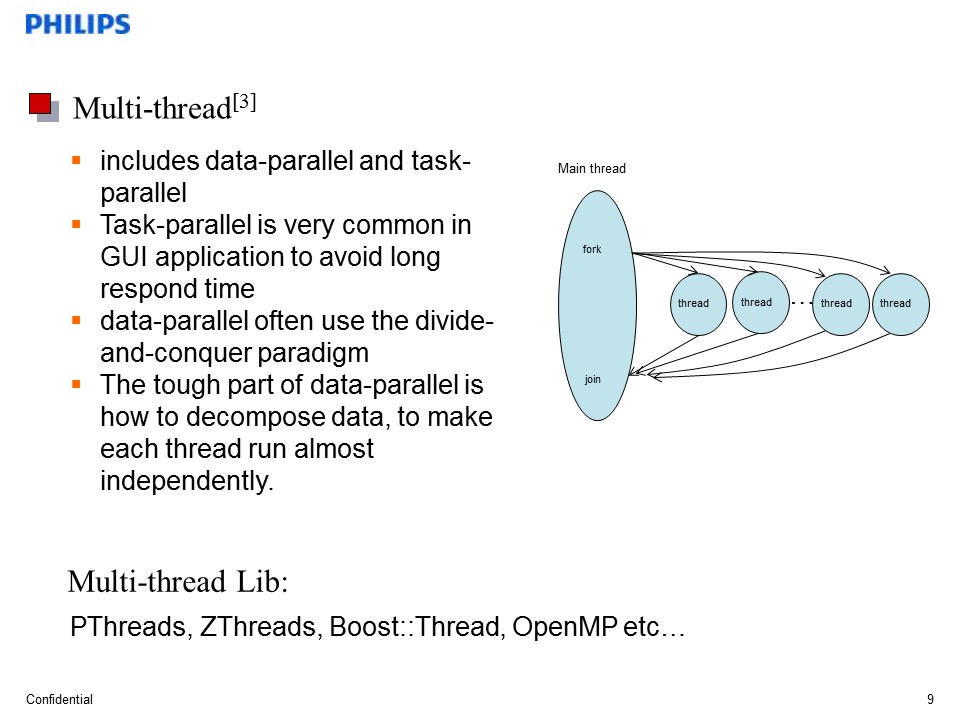 PHILIPS
Multi-thread[3]
includes data-parallel and task-
parallel
Task-parallel is very common in
GUI application to avoid long
respond time
data-parallel often use the divide-
and-conquer paradigm
The tough part of data-parallel is
how to decompose data, to make
each thread run almost
independently.
Main thread
fork
thread
thread
. . .
thread
thread
join
Multi-thread Lib:
PThreads, ZThreads, Boost::Thread, OpenMP etc…
Confidential
9